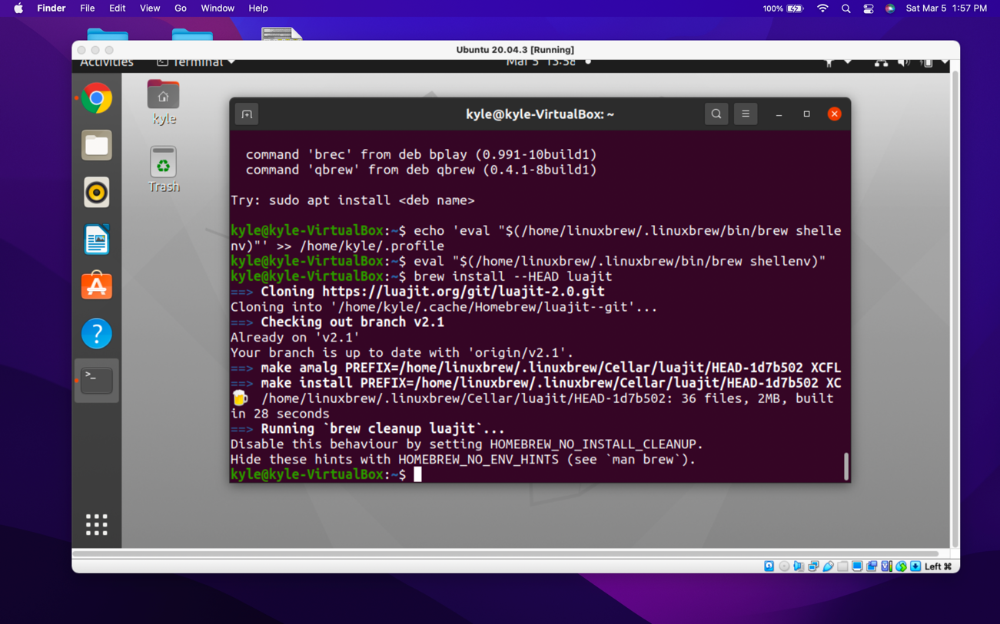 Finder File Edit View Go Window Help 100% Sat Mar 5 1:57 PM
Ubuntu 20.04.3 [Running]
Activities Terminal Mar 5 13:58
kyle
Trash
kyle@kyle-VirtualBox: ~
command 'brec' from deb bplay (0.991-10build1)
command 'qbrew' from deb qbrew (0.4.1-8build1)
Try: sudo apt install <deb name>
kyle@kyle-VirtualBox:~$ echo 'eval "$(/home/linuxbrew/.linuxbrew/bin/brew shelle
nv)"' >> /home/kyle/.profile
kyle@kyle-VirtualBox:~$ eval "$(/home/linuxbrew/.linuxbrew/bin/brew shellenv)"
kyle@kyle-VirtualBox:~$ brew install --HEAD luajit
==> Cloning https://luajit.org/git/luajit-2.0.git
Cloning into '/home/kyle/.cache/Homebrew/luajit--git'...
==> Checking out branch v2.1
Already on 'v2.1'
Your branch is up to date with 'origin/v2.1'.
==> make amalg PREFIX=/home/linuxbrew/.linuxbrew/Cellar/luajit/HEAD-1d7b502 XCFL
==> make install PREFIX=/home/linuxbrew/.linuxbrew/Cellar/luajit/HEAD-1d7b502 XC
🍺 /home/linuxbrew/.linuxbrew/Cellar/luajit/HEAD-1d7b502: 36 files, 2MB, built
in 28 seconds
==> Running `brew cleanup luajit`...
Disable this behaviour by setting HOMEBREW_NO_INSTALL_CLEANUP.
Hide these hints with HOMEBREW_NO_ENV_HINTS (see `man brew`).
kyle@kyle-VirtualBox:~$
Left ⌘